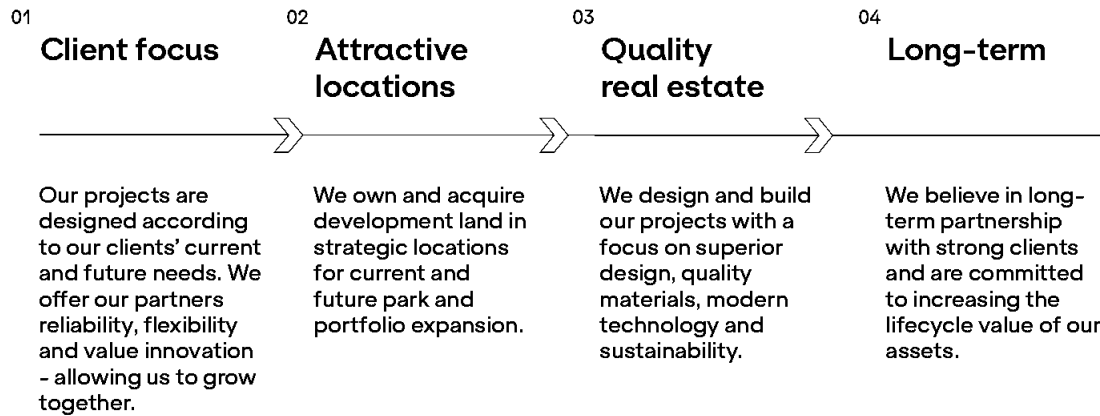 01
Client focus
Our projects are
designed according
to our clients' current
and future needs. We
offer our partners
reliability, flexibility
and value innovation
- allowing us to grow
together.
02
Attractive
locations
We own and acquire
development land in
strategic locations
for current and
future park and
portfolio expansion.
03
Quality
real estate
We design and build
our projects with a
focus on superior
design, quality
materials, modern
technology and
sustainability.
04
Long-term
We believe in long-
term partnership
with strong clients
and are committed
to increasing the
lifecycle value of our
assets.